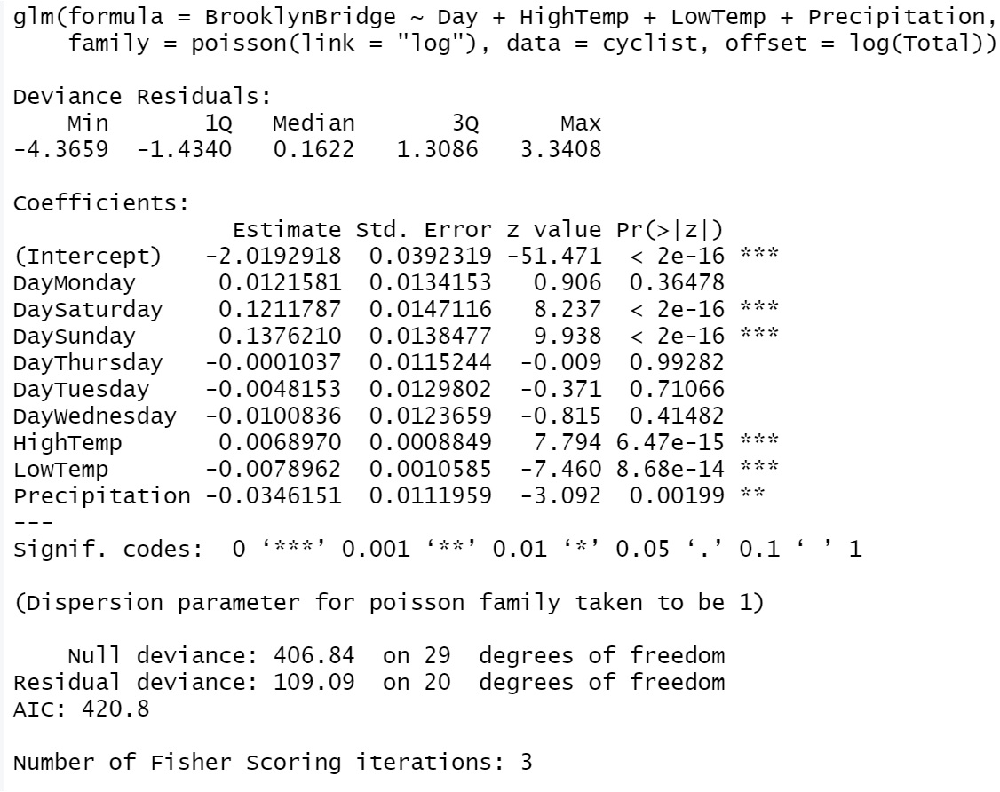 glm(formula = BrooklynBridge ~ Day + HighTemp + LowTemp + Precipitation,
    family = poisson(link = "log"), data = cyclist, offset = log(Total))

Deviance Residuals:
    Min       1Q   Median       3Q      Max
-4.3659  -1.4340   0.1622   1.3086   3.3408

Coefficients:
                Estimate Std. Error z value Pr(>|z|)
(Intercept)   -2.0192918  0.0392319 -51.471  < 2e-16 ***
DayMonday      0.0121581  0.0134153   0.906  0.36478
DaySaturday    0.1211787  0.0147116   8.237  < 2e-16 ***
DaySunday      0.1376210  0.0138477   9.938  < 2e-16 ***
DayThursday   -0.0001037  0.0115244  -0.009  0.99282
DayTuesday    -0.0048153  0.0129802  -0.371  0.71066
DayWednesday  -0.0100836  0.0123659  -0.815  0.41482
HighTemp       0.0068970  0.0008849   7.794 6.47e-15 ***
LowTemp       -0.0078962  0.0010585  -7.460 8.68e-14 ***
Precipitation -0.0346151  0.0111959  -3.092  0.00199 **
---
Signif. codes:  0 ‘***’ 0.001 ‘**’ 0.01 ‘*’ 0.05 ‘.’ 0.1 ‘ ’ 1

(Dispersion parameter for poisson family taken to be 1)

    Null deviance: 406.84  on 29  degrees of freedom
Residual deviance: 109.09  on 20  degrees of freedom
AIC: 420.8

Number of Fisher Scoring iterations: 3